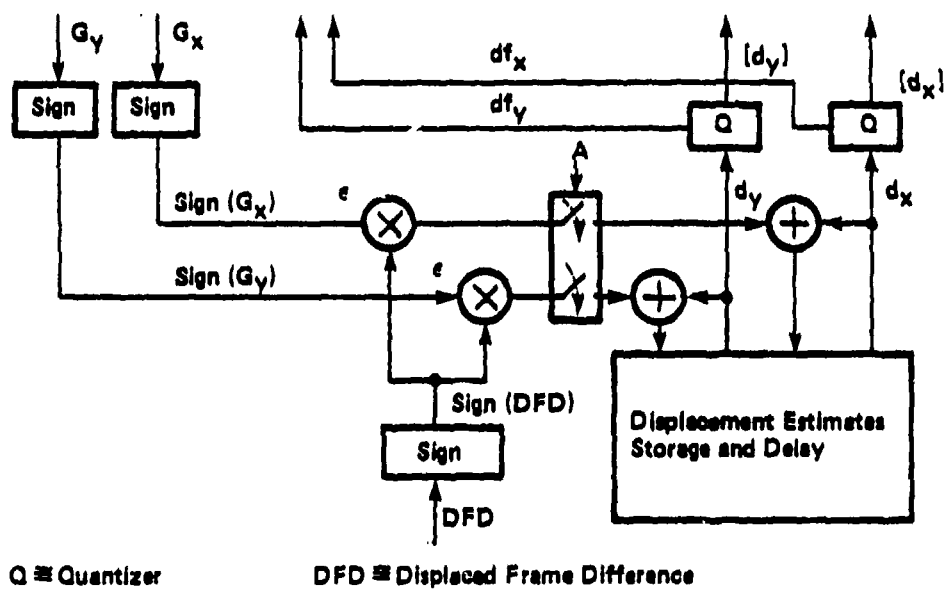 G_y
G_x
df_x
[d_y]
[d_x]
Sign
Sign
df_y
Q
Q
A
Sign (G_x)
ϵ
d_y
d_x
Sign (G_y)
ϵ
Sign (DFD)
Displacement Estimates
Storage and Delay
Sign
DFD
Q ≅ Quantizer
DFD ≅ Displaced Frame Difference